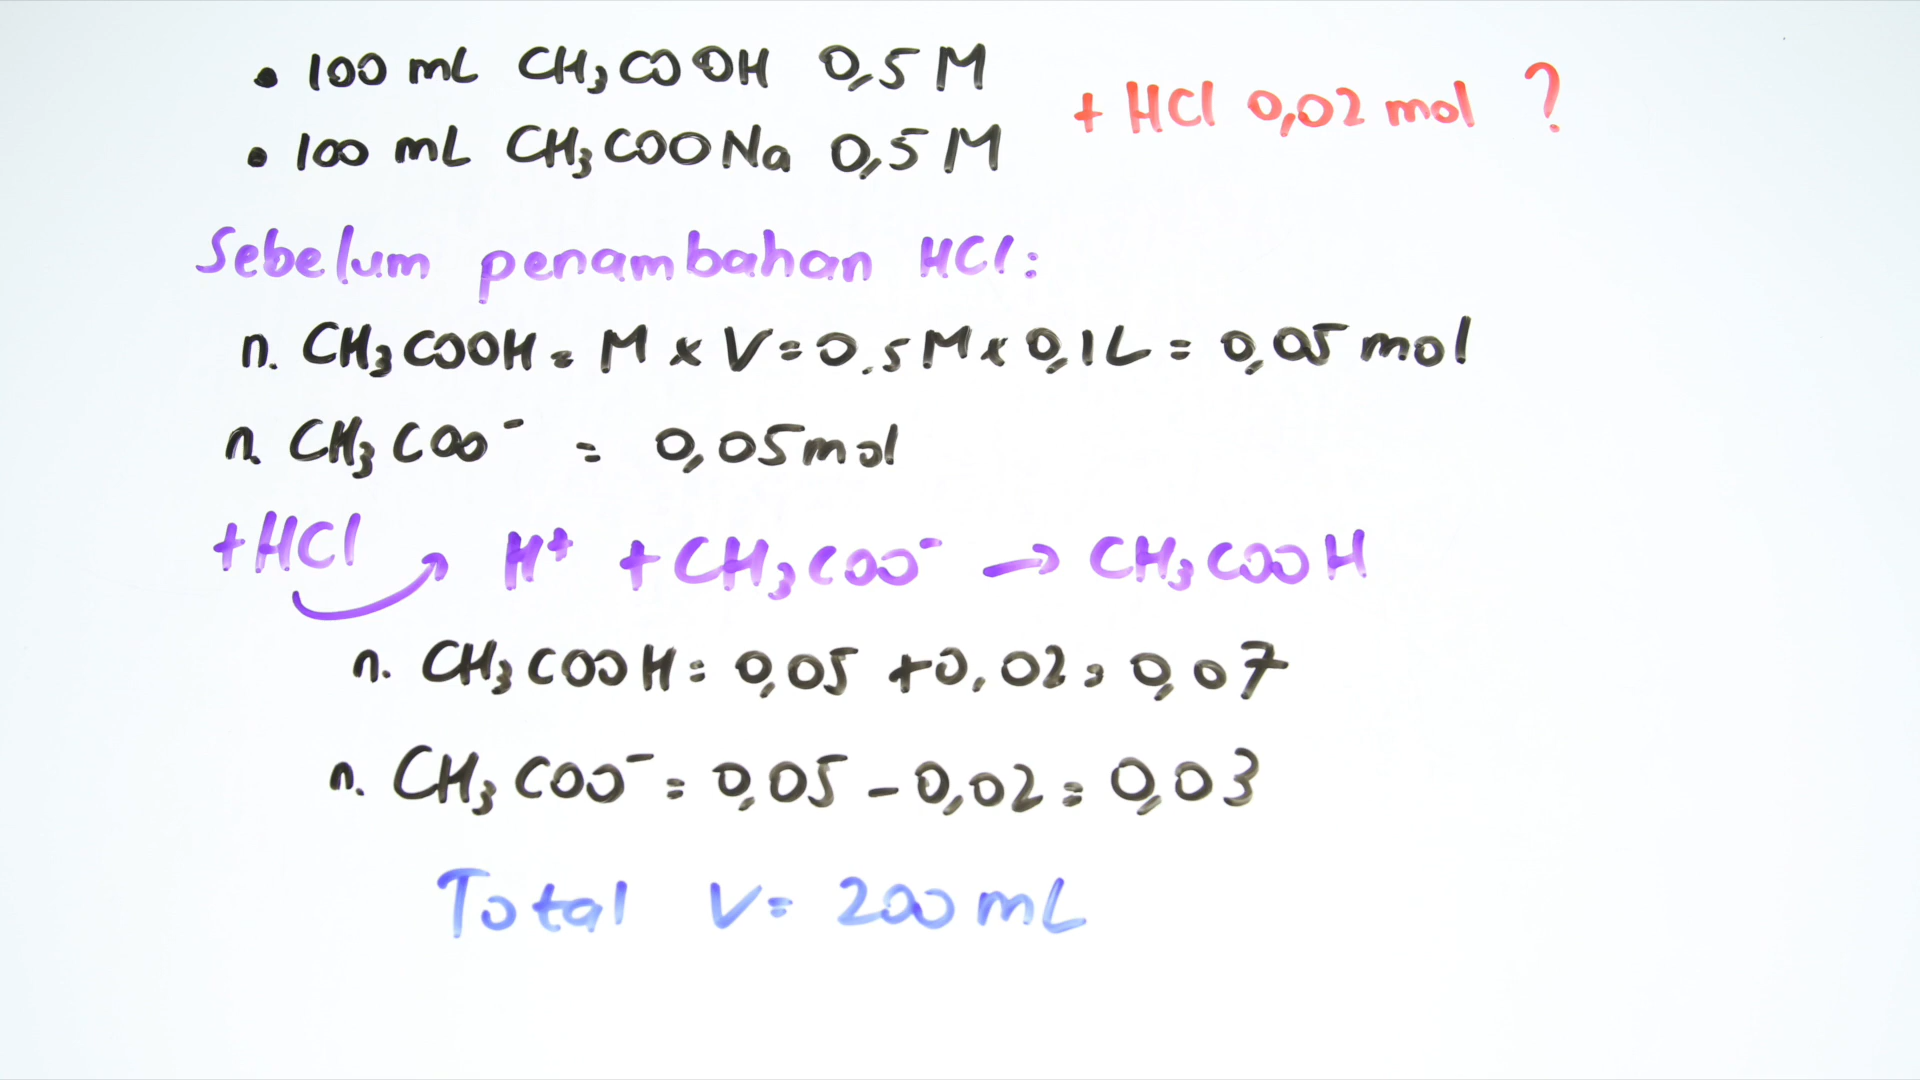 • 100 mL CH₃COOH 0,5 M
+ HCl 0,02 mol ?
• 100 mL CH₃COONa 0,5 M
Sebelum penambahan HCl:
n. CH₃COOH = M x V = 0.5 M x 0,1 L = 0,05 mol
n. CH₃COO⁻ = 0,05 mol
+HCl → H⁺ + CH₃COO⁻ → CH₃COOH
n. CH₃COOH = 0,05 + 0,02 = 0,07
n. CH₃COO⁻ = 0,05 - 0,02 = 0,03
Total V = 200 mL